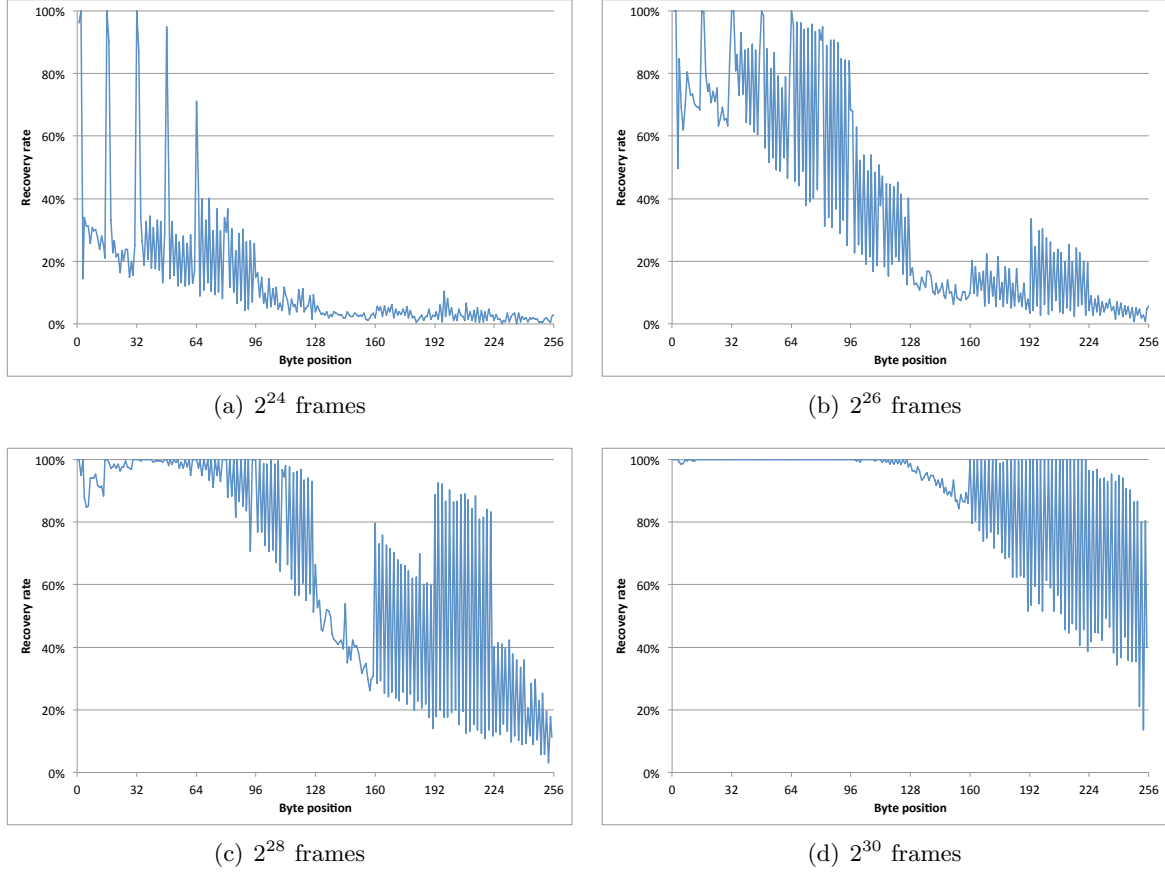 100%
80%
60%
40%
20%
0%
Recovery rate
0 32 64 96 128 160 192 224 256
Byte position
(a) 2^24 frames
100%
80%
60%
40%
20%
0%
Recovery rate
0 32 64 96 128 160 192 224 256
Byte position
(b) 2^26 frames
100%
80%
60%
40%
20%
0%
Recovery rate
0 32 64 96 128 160 192 224 256
Byte position
(c) 2^28 frames
100%
80%
60%
40%
20%
0%
Recovery rate
0 32 64 96 128 160 192 224 256
Byte position
(d) 2^30 frames